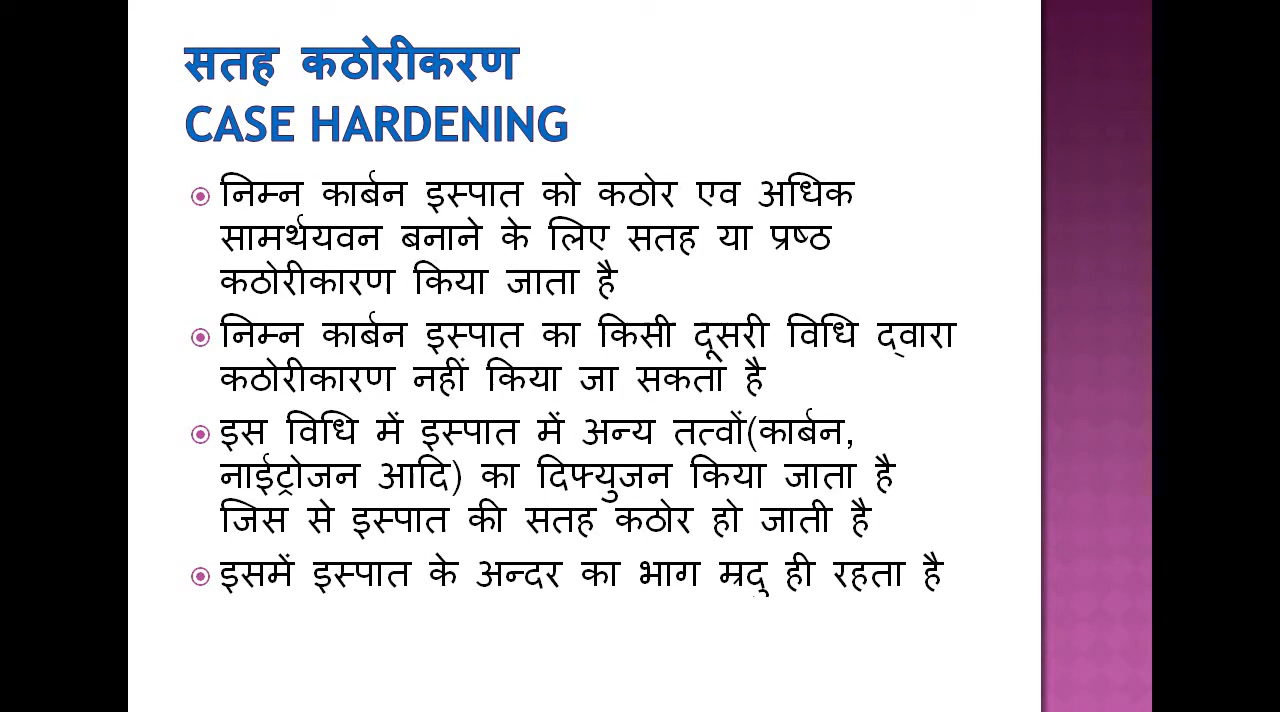 सतह कठोरीकरण
CASE HARDENING
निम्न कार्बन इस्पात को कठोर एव अधिक
सामर्थयवन बनाने के लिए सतह या प्रष्ठ
कठोरीकारण किया जाता है
निम्न कार्बन इस्पात का किसी दूसरी विधि द्वारा
कठोरीकारण नहीं किया जा सकता है
इस विधि में इस्पात में अन्य तत्वों(कार्बन,
नाईट्रोजन आदि) का दिफ्युजन किया जाता है
जिस से इस्पात की सतह कठोर हो जाती है
इसमें इस्पात के अन्दर का भाग म्रदु ही रहता है